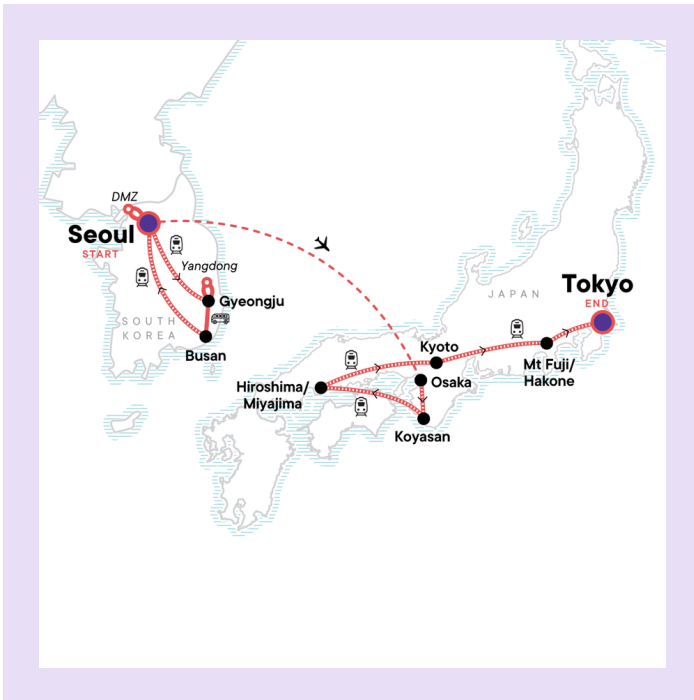 DMZ
Seoul
START
Yangdong
Gyeongju
SOUTH
KOREA
Busan
JAPAN
Tokyo
END
Kyoto
Mt Fuji/
Hakone
Osaka
Hiroshima/
Miyajima
Koyasan